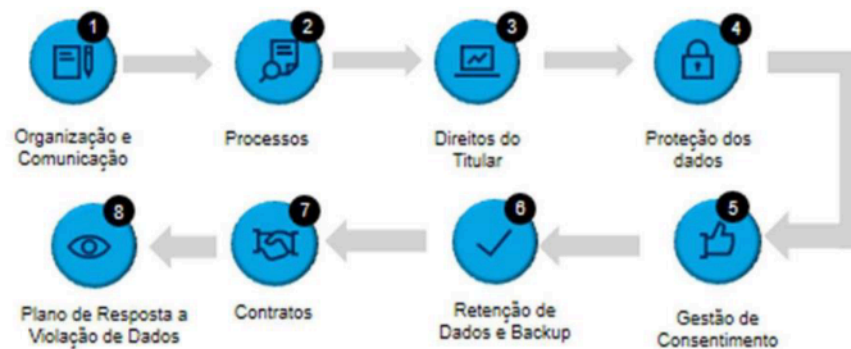 1
2
3
4
Organização e
Comunicação
Processos
Direitos do
Titular
Proteção dos
dados
5
6
7
8
Gestão de
Consentimento
Retenção de
Dados e Backup
Contratos
Plano de Resposta a
Violação de Dados